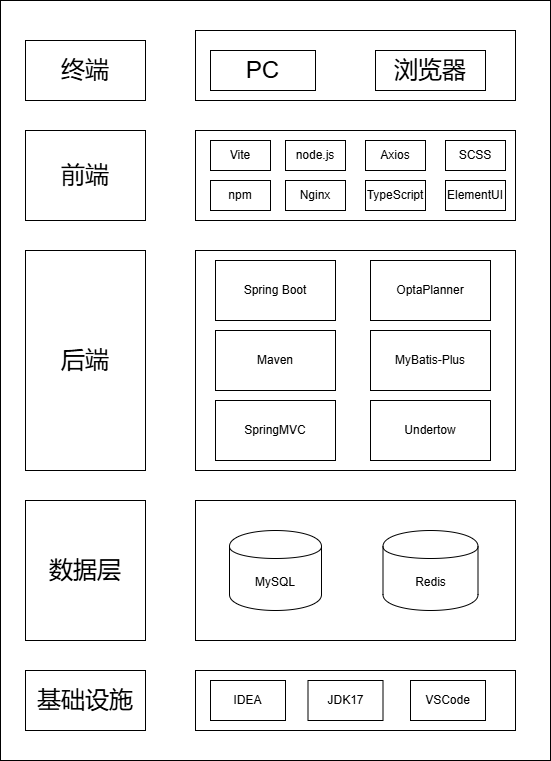 终端
PC
浏览器
前端
Vite
node.js
Axios
SCSS
npm
Nginx
TypeScript
ElementUI
后端
Spring Boot
OptaPlanner
Maven
MyBatis-Plus
SpringMVC
Undertow
数据层
MySQL
Redis
基础设施
IDEA
JDK17
VSCode